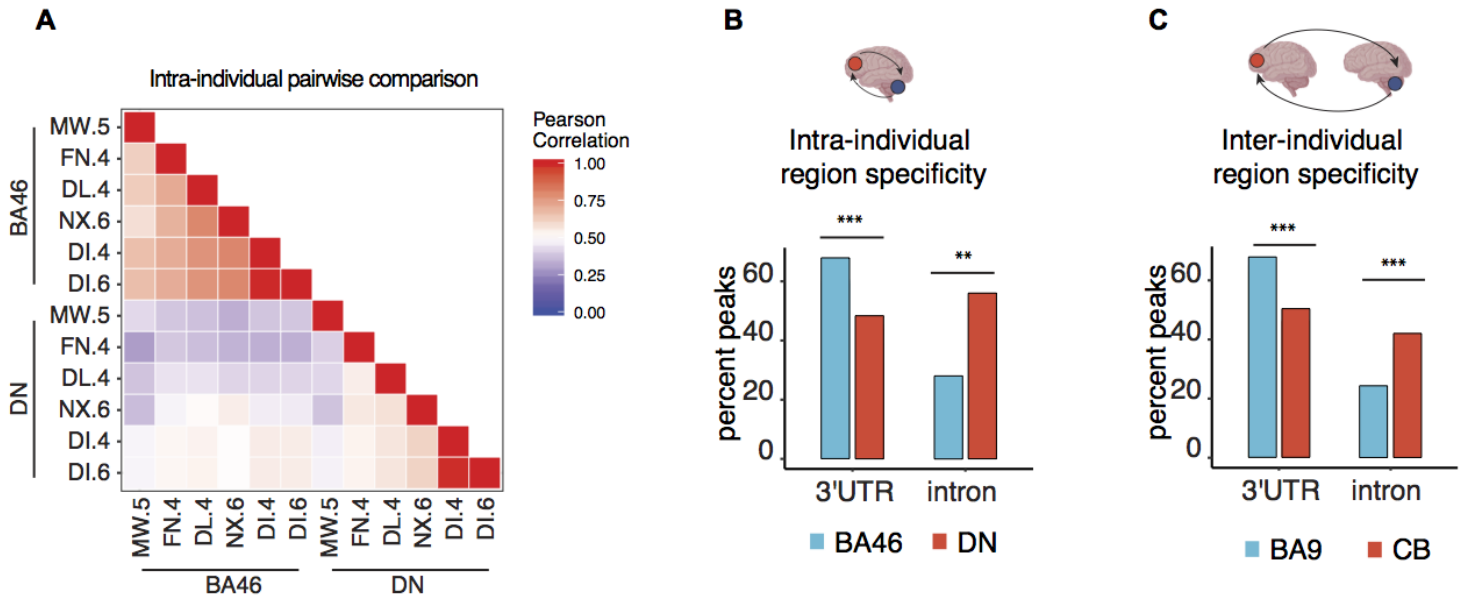 A
Intra-individual pairwise comparison
BA46
DN
MW.5
FN.4
DL.4
NX.6
DI.4
DI.6
MW.5
FN.4
DL.4
NX.6
DI.4
DI.6
MW.5
FN.4
DL.4
NX.6
DI.4
DI.6
MW.5
FN.4
DL.4
NX.6
DI.4
DI.6
BA46
DN
Pearson
Correlation
1.00
0.75
0.50
0.25
0.00
B
Intra-individual
region specificity
***
**
percent peaks
60
40
20
0
3'UTR
intron
BA46
DN
C
Inter-individual
region specificity
***
***
percent peaks
60
40
20
0
3'UTR
intron
BA9
CB